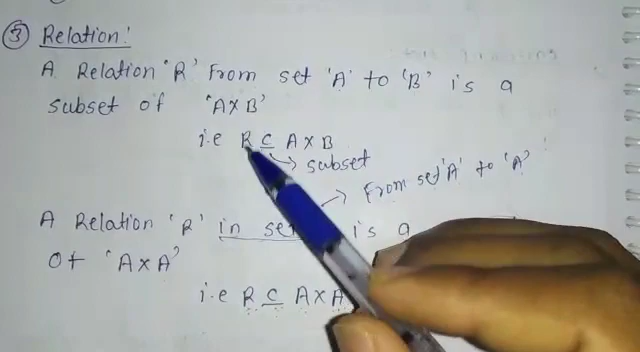 ③ Relation:
A Relation 'R' From set 'A' to 'B' is a
subset of 'A×B'
i.e R ⊆ A×B
→ subset
→ From set 'A' to 'A'
A Relation 'R' in se is a
Of 'A×A'
i.e R ⊆ A×A